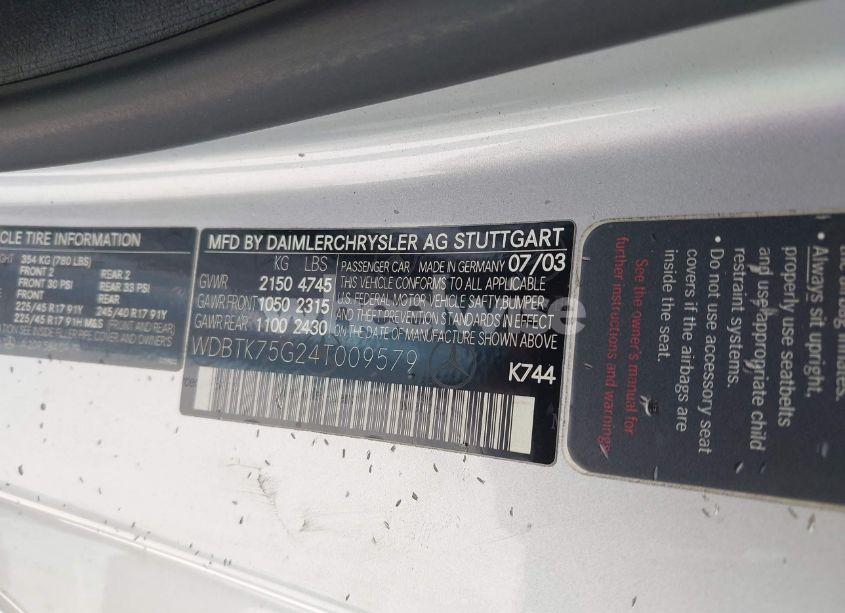 CLE TIRE INFORMATION
GHT 354 KG (780 LBS)
FRONT 2 REAR 2
FRONT 30 PSI REAR 33 PSI
FRONT REAR
225/45 R17 91Y 245/40 R17 91Y
225/45 R17 91H M&S (FRONT AND REAR)
MFD BY DAIMLERCHRYSLER AG STUTTGART
KG LBS
GVWR 2150 4745
GAWR FRONT 1050 2315
GAWR REAR 1100 2430
PASSENGER CAR MADE IN GERMANY 07/03
THIS VEHICLE CONFORMS TO ALL APPLICABLE
U.S. FEDERAL MOTOR VEHICLE SAFTY BUMPER
AND THEFT PREVENTION STANDARDS IN EFFECT
ON THE DATE OF MANUFACTURE SHOWN ABOVE
WDBTK75G24T009579
K744
• Always sit upright,
properly use seatbelts
and use appropriate child
restraint systems.
• Do not use accessory seat
covers if the airbags are
inside the seat.
See the owner's manual for
further instructions and warnings